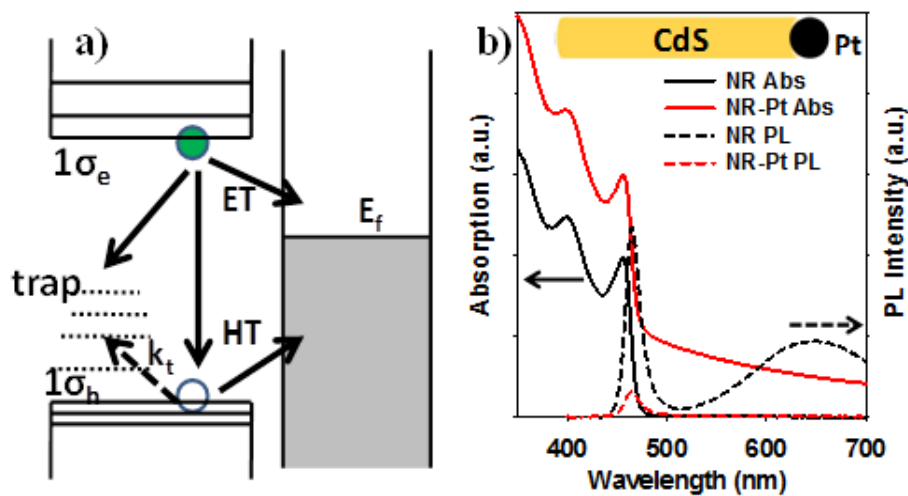 a)
1σe
ET
Ef
trap
HT
kt
1σh
b)
CdS
Pt
NR Abs
NR-Pt Abs
NR PL
NR-Pt PL
Absorption (a.u.)
PL Intensity (a.u.)
400 500 600 700
Wavelength (nm)